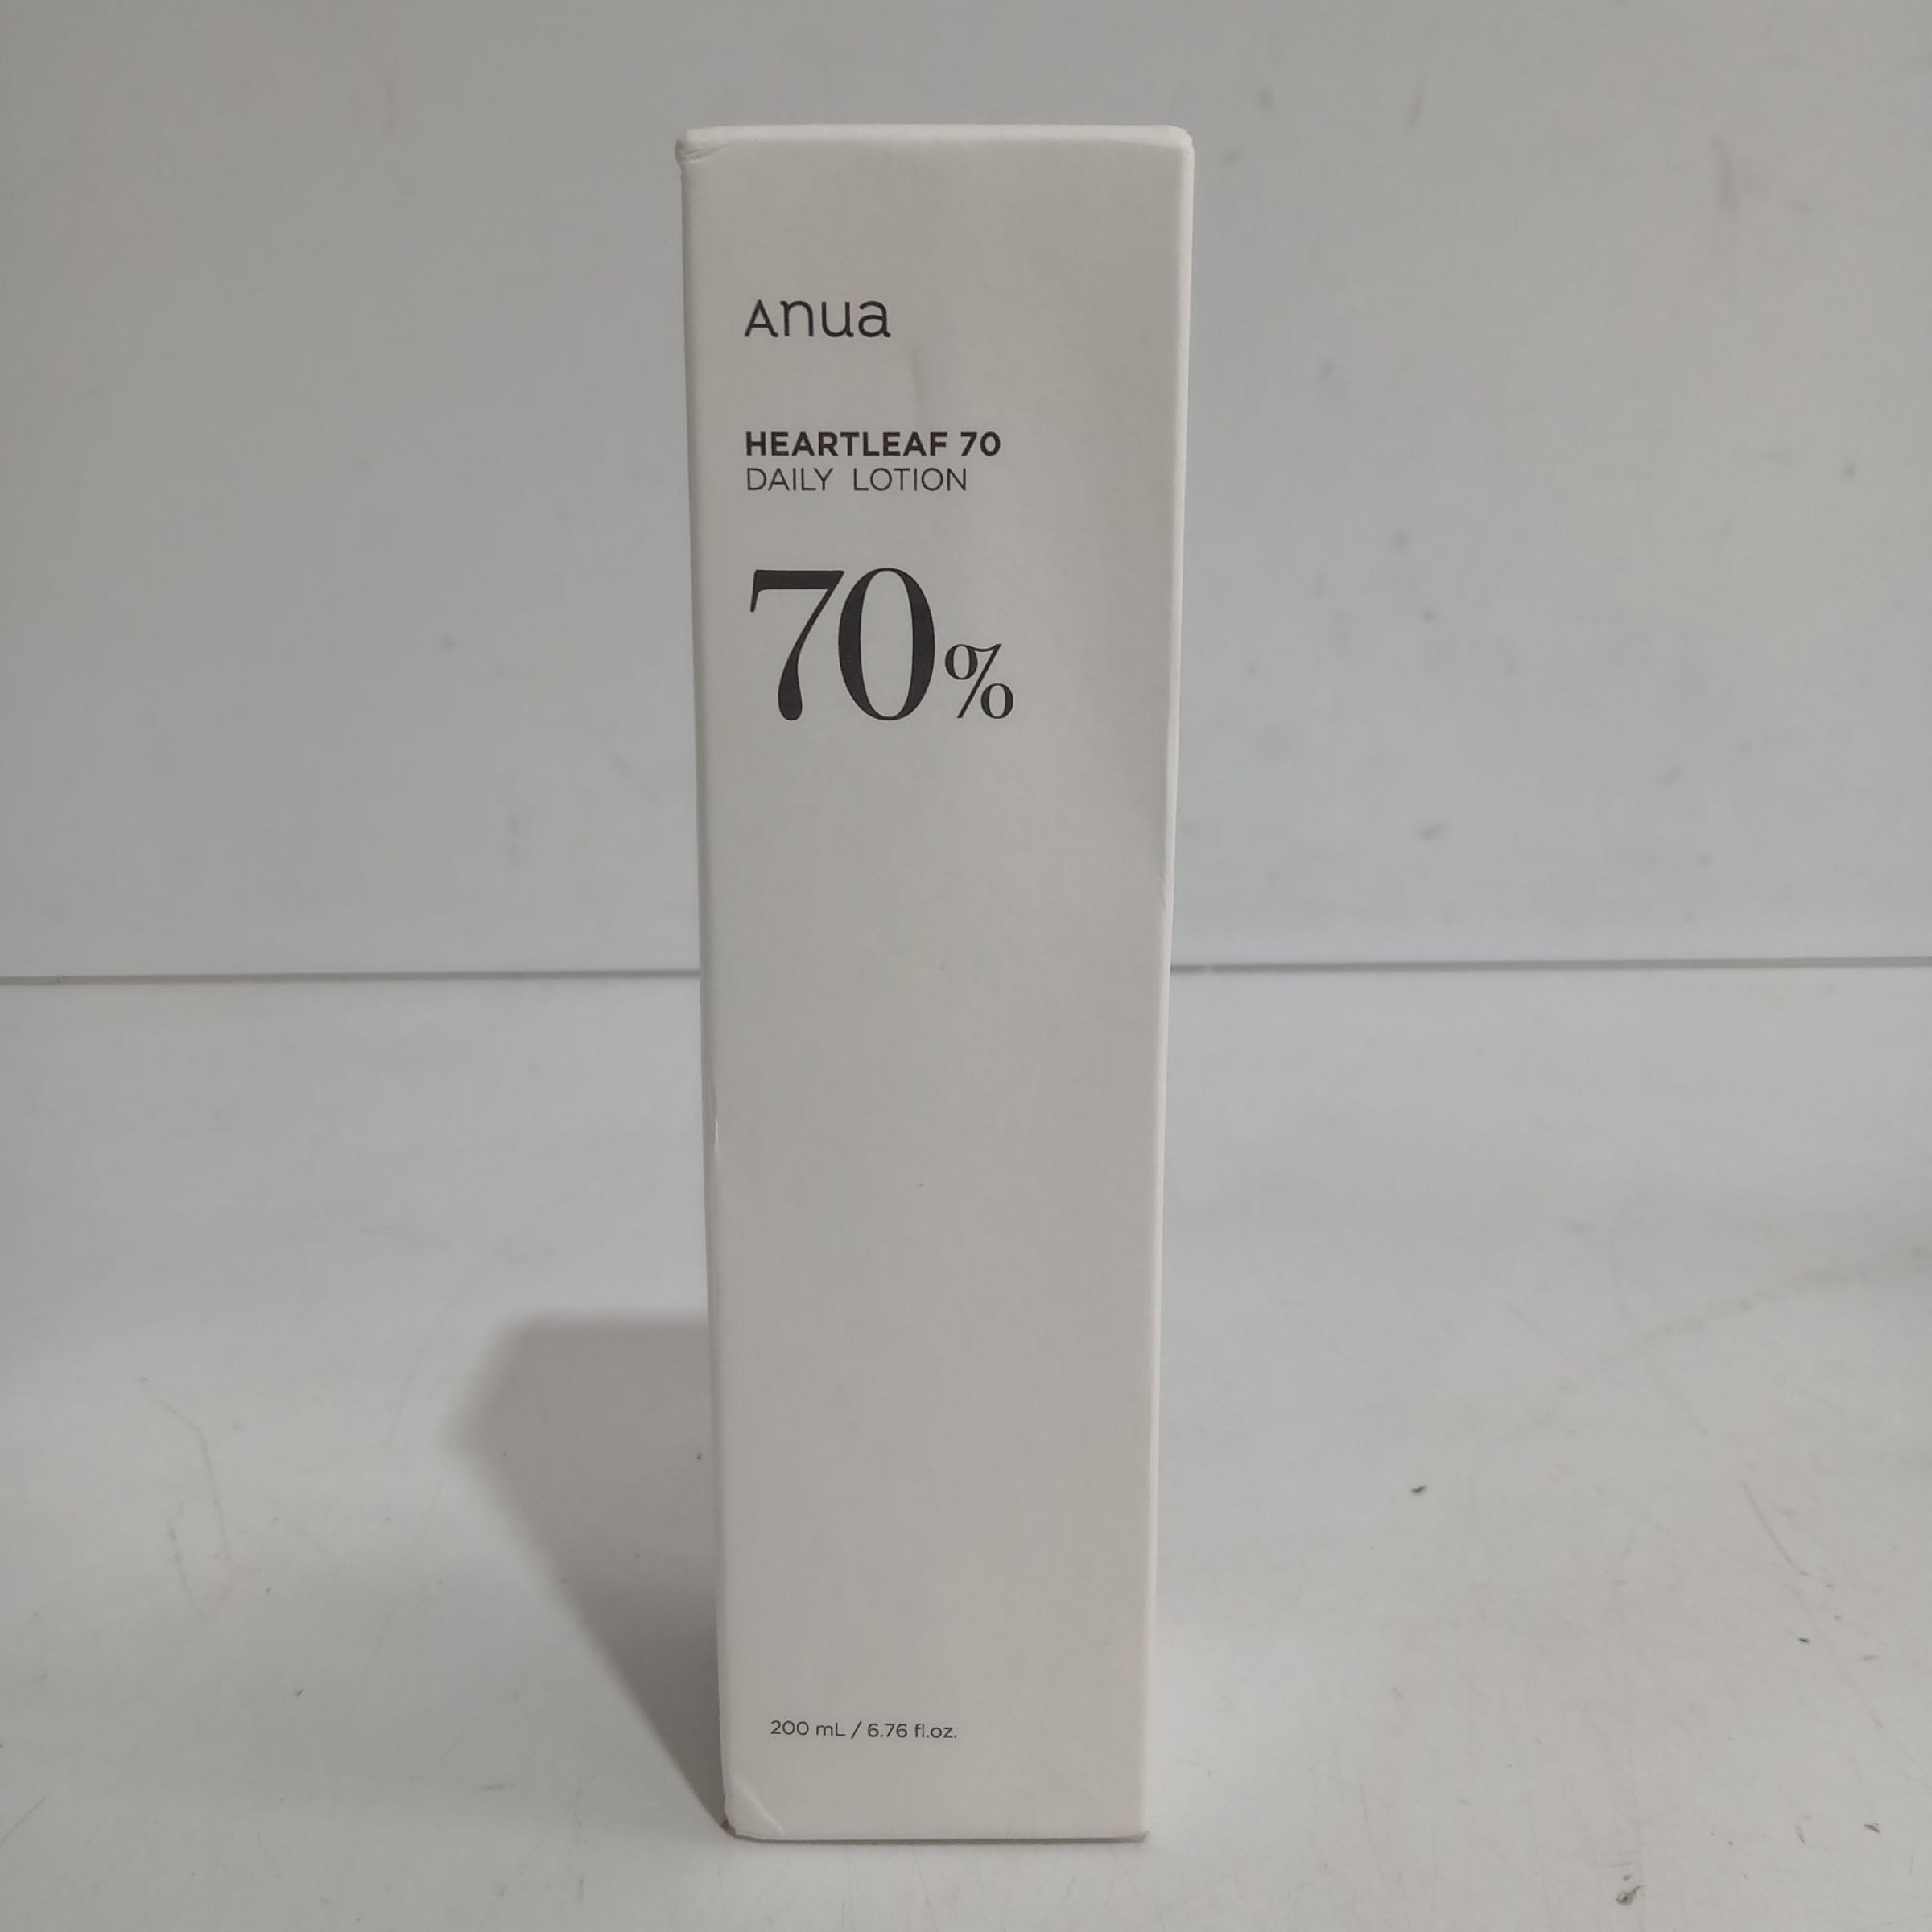 Anua
HEARTLEAF 70
DAILY LOTION
70%
200 mL / 6.76 fl.oz.